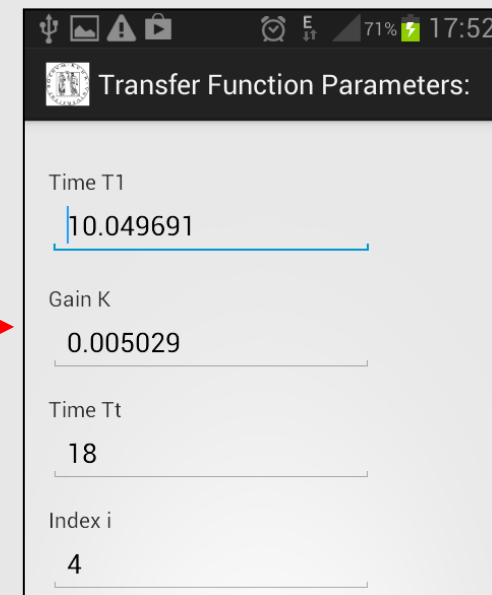 E 71% 17:52
Transfer Function Parameters:
Time T1
10.049691
Gain K
0.005029
Time Tt
18
Index i
4